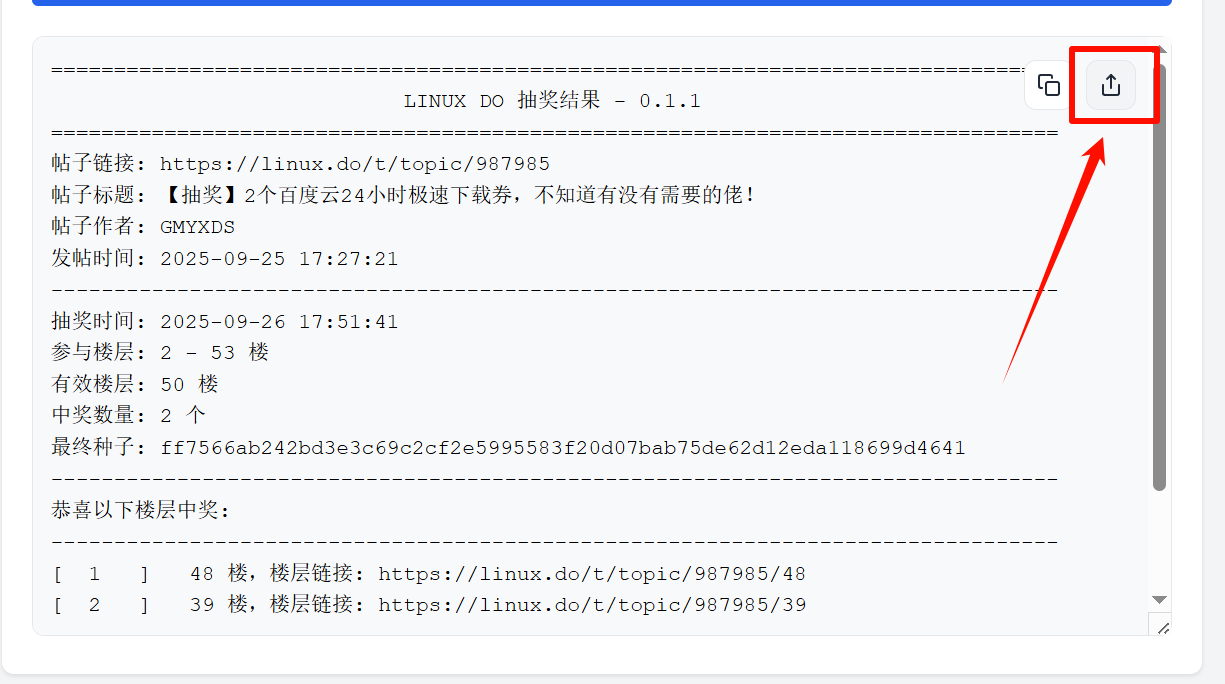 ================================================================================
LINUX DO 抽奖结果 - 0.1.1
================================================================================
帖子链接: https://linux.do/t/topic/987985
帖子标题: 【抽奖】2个百度云24小时极速下载券，不知道有没有需要的佬！
帖子作者: GMYXDS
发帖时间: 2025-09-25 17:27:21
--------------------------------------------------------------------------------
抽奖时间: 2025-09-26 17:51:41
参与楼层: 2 - 53 楼
有效楼层: 50 楼
中奖数量: 2 个
最终种子: ff7566ab242bd3e3c69c2cf2e5995583f20d07bab75de62d12eda118699d4641
--------------------------------------------------------------------------------
恭喜以下楼层中奖:
--------------------------------------------------------------------------------
[ 1 ] 48 楼，楼层链接: https://linux.do/t/topic/987985/48
[ 2 ] 39 楼，楼层链接: https://linux.do/t/topic/987985/39